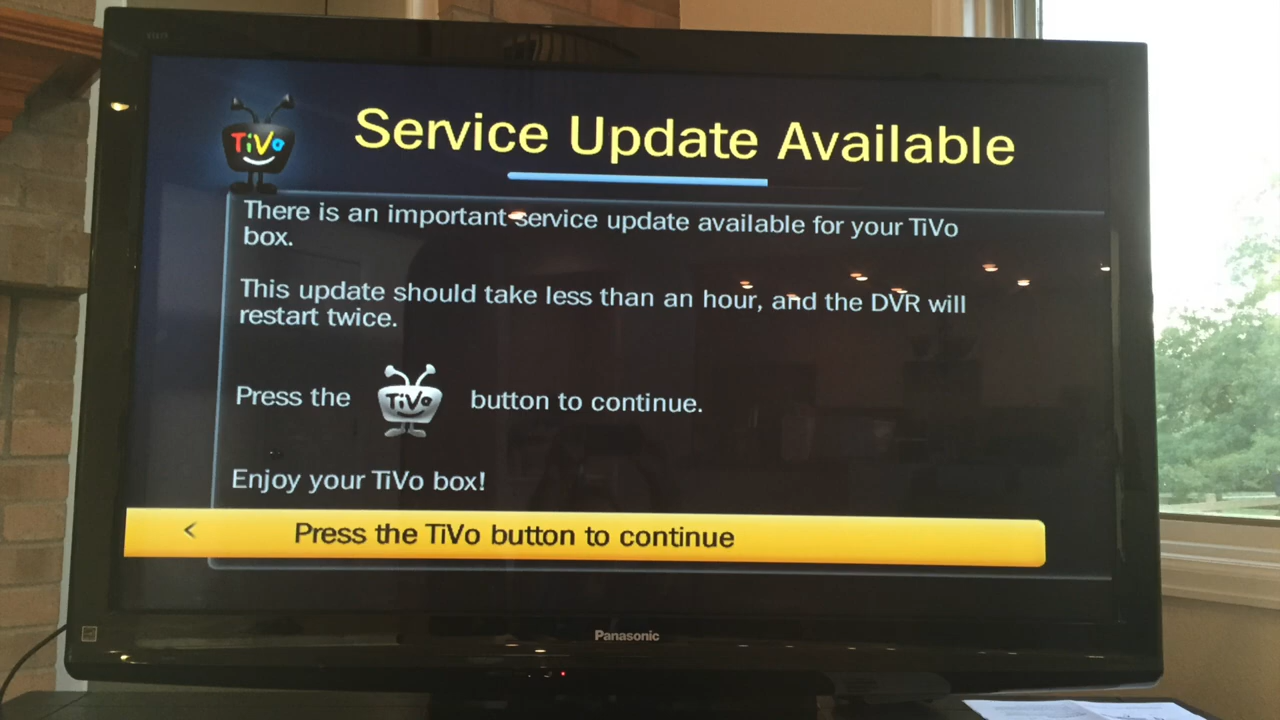 TiVo
Service Update Available
There is an important service update available for your TiVo
box.
This update should take less than an hour, and the DVR will
restart twice.
Press the TiVo button to continue.
Enjoy your TiVo box!
< Press the TiVo button to continue
Panasonic